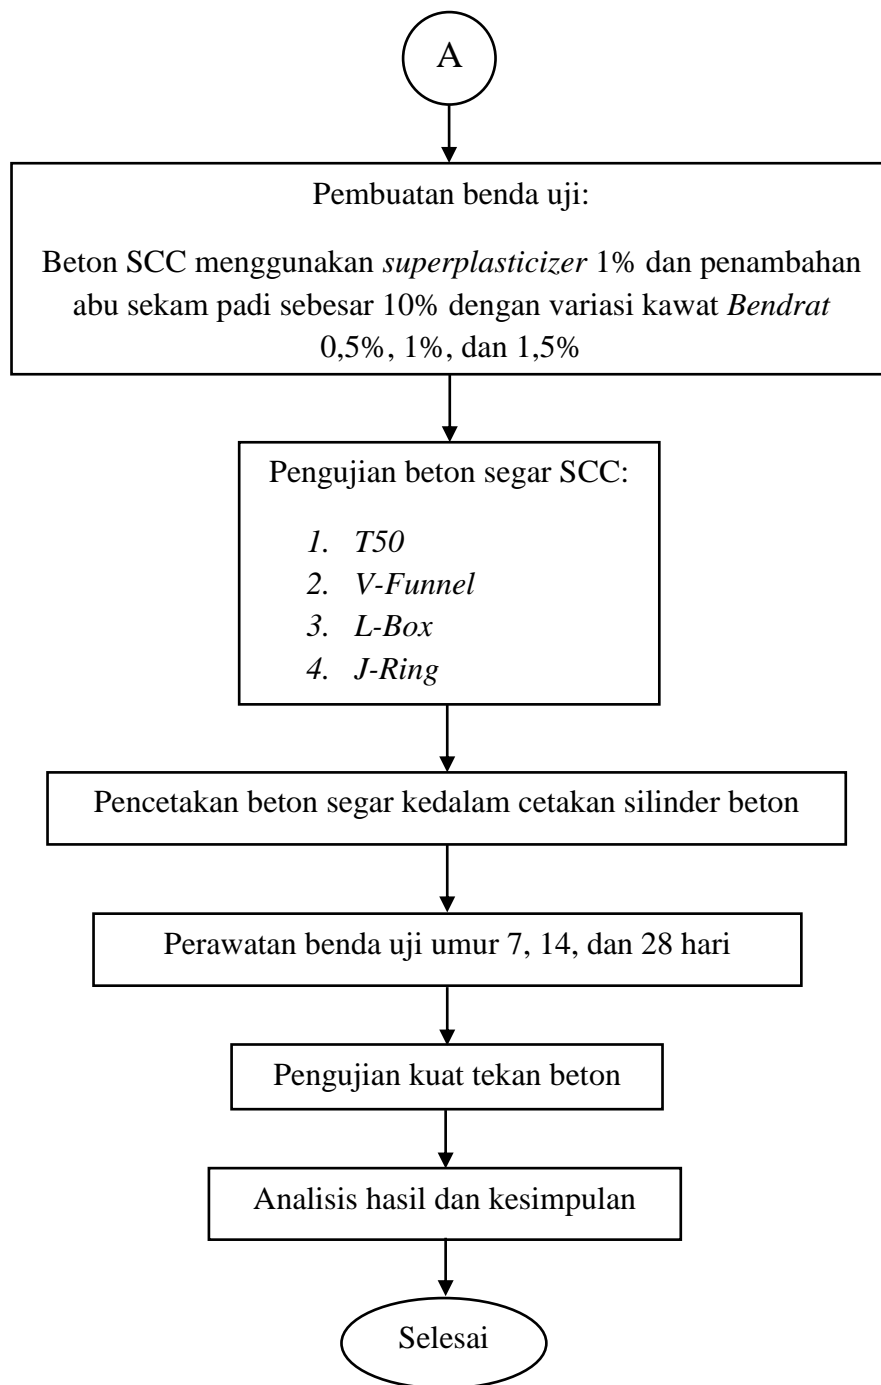 A
Pembuatan benda uji:
Beton SCC menggunakan superplasticizer 1% dan penambahan
abu sekam padi sebesar 10% dengan variasi kawat Bendrat
0,5%, 1%, dan 1,5%
Pengujian beton segar SCC:
1. T50
2. V-Funnel
3. L-Box
4. J-Ring
Pencetakan beton segar kedalam cetakan silinder beton
Perawatan benda uji umur 7, 14, dan 28 hari
Pengujian kuat tekan beton
Analisis hasil dan kesimpulan
Selesai